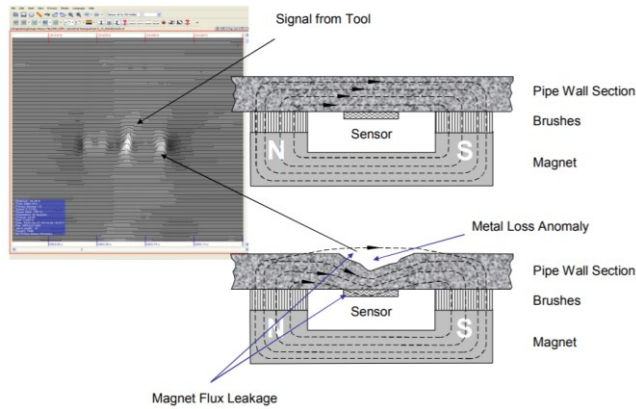 Signal from Tool
Pipe Wall Section
Brushes
Magnet
Sensor
N
S
Metal Loss Anomaly
Pipe Wall Section
Brushes
Magnet
Sensor
N
S
Magnet Flux Leakage